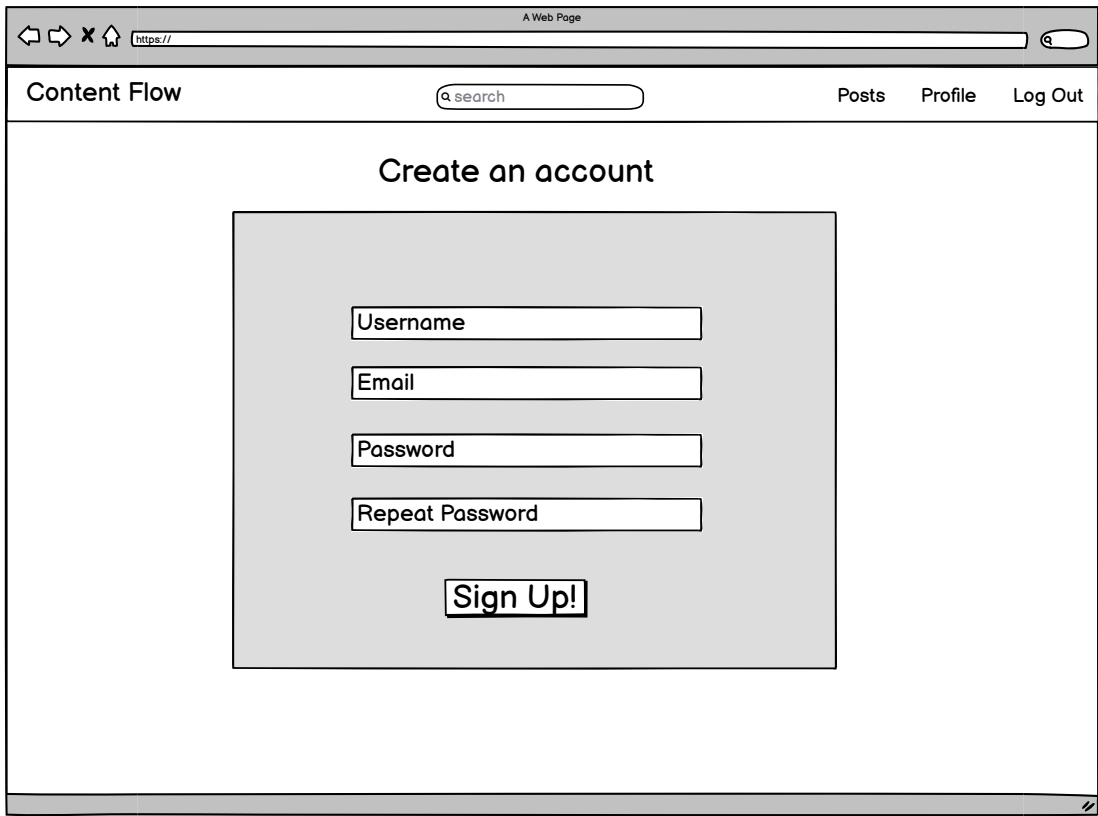 A Web Page
https://
Content Flow
search
Posts Profile Log Out
Create an account
Username
Email
Password
Repeat Password
Sign Up!